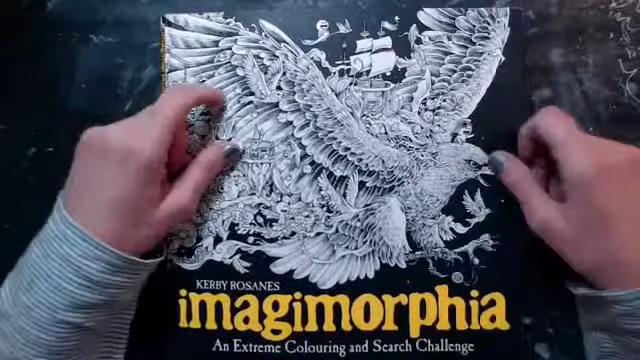 KERBY ROSANES
imagimorphia
An Extreme Colouring and Search Challenge